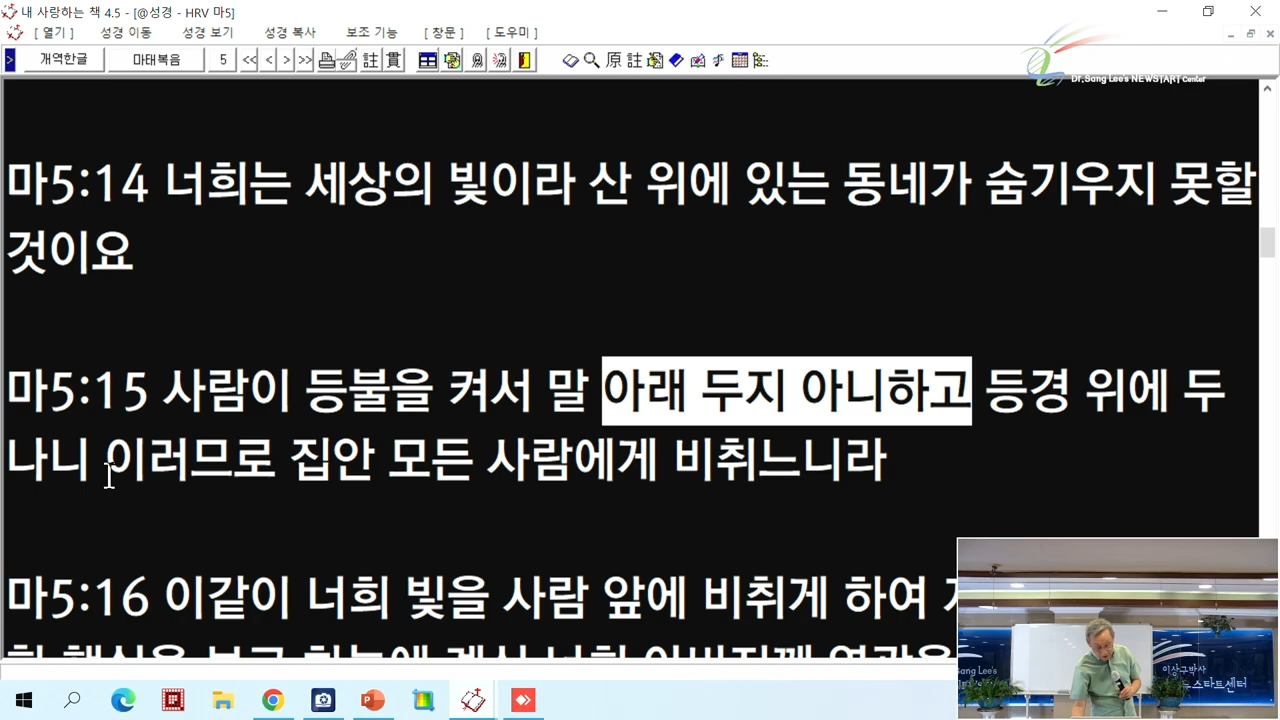 내 사랑하는 책 4.5 - [@성경 - HRV 마5]
[ 열기 ] 성경 이동 성경 보기 성경 복사 보조 기능 [ 창문 ] [ 도우미 ]
개역한글 마태복음 5 << < > >> 註 貫 原 註
Dr.Sang Lee's NEWSTART Center
마5:14 너희는 세상의 빛이라 산 위에 있는 동네가 숨기우지 못할
것이요
마5:15 사람이 등불을 켜서 말 아래 두지 아니하고 등경 위에 두
나니 이러므로 집안 모든 사람에게 비취느니라
마5:16 이같이 너희 빛을 사람 앞에 비취게 하여
이상구박사
뉴스타트센터